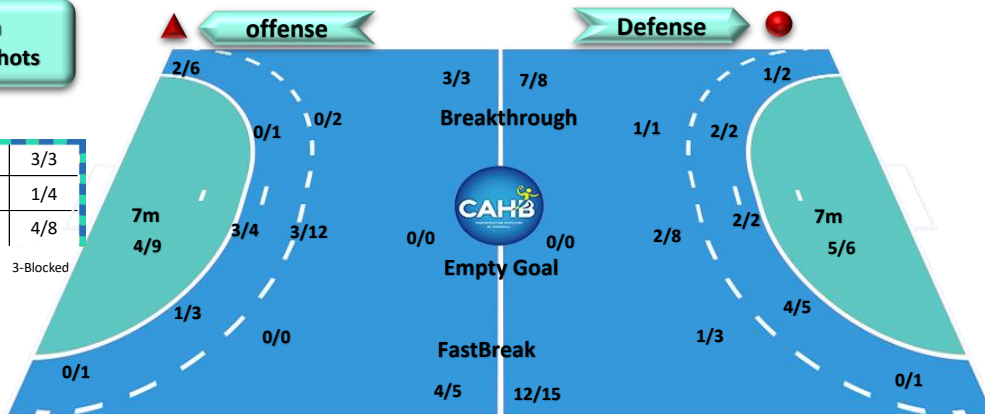 hots
offense
Defense
2/6
3/3
7/8
1/2
Breakthrough
0/1
0/2
1/1
2/2
3/3
1/4
4/8
3-Blocked
7m
4/9
3/4
3/12
0/0
CAHB
0/0
2/8
2/2
7m
5/6
Empty Goal
1/3
0/0
1/3
4/5
FastBreak
0/1
4/5
12/15
0/1